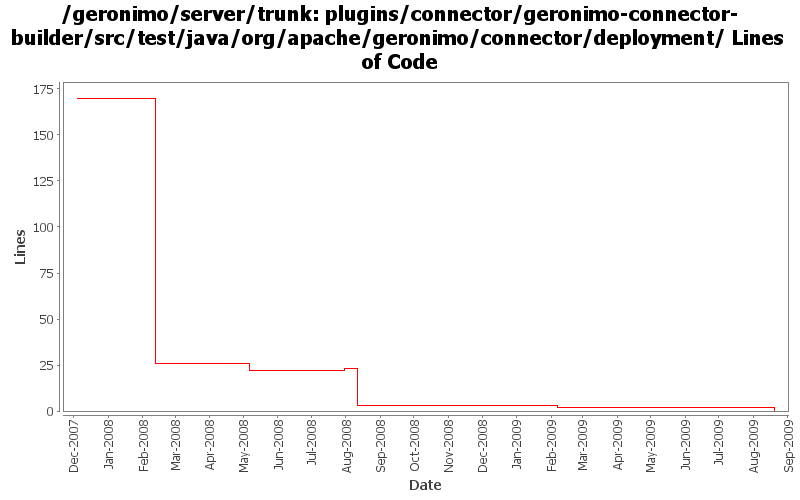 /geronimo/server/trunk: plugins/connector/geronimo-connector-
builder/src/test/java/org/apache/geronimo/connector/deployment/ Lines
of Code
175
150
125
100
75
50
25
0
Lines
Dec-2007
Jan-2008
Feb-2008
Mar-2008
Apr-2008
May-2008
Jun-2008
Jul-2008
Aug-2008
Sep-2008
Oct-2008
Nov-2008
Dec-2008
Jan-2009
Feb-2009
Mar-2009
Apr-2009
May-2009
Jun-2009
Jul-2009
Aug-2009
Sep-2009
Date